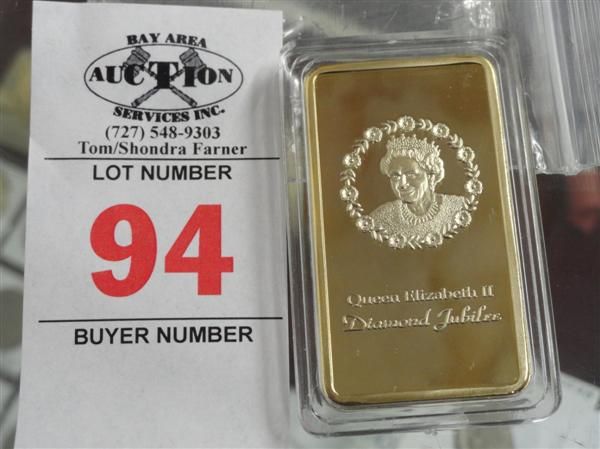 BAY AREA
AUCTION
SERVICES INC.
(727) 548-9303
Tom/Shondra Farner
LOT NUMBER
94
BUYER NUMBER
Queen Elizabeth II
Diamond Jubilee